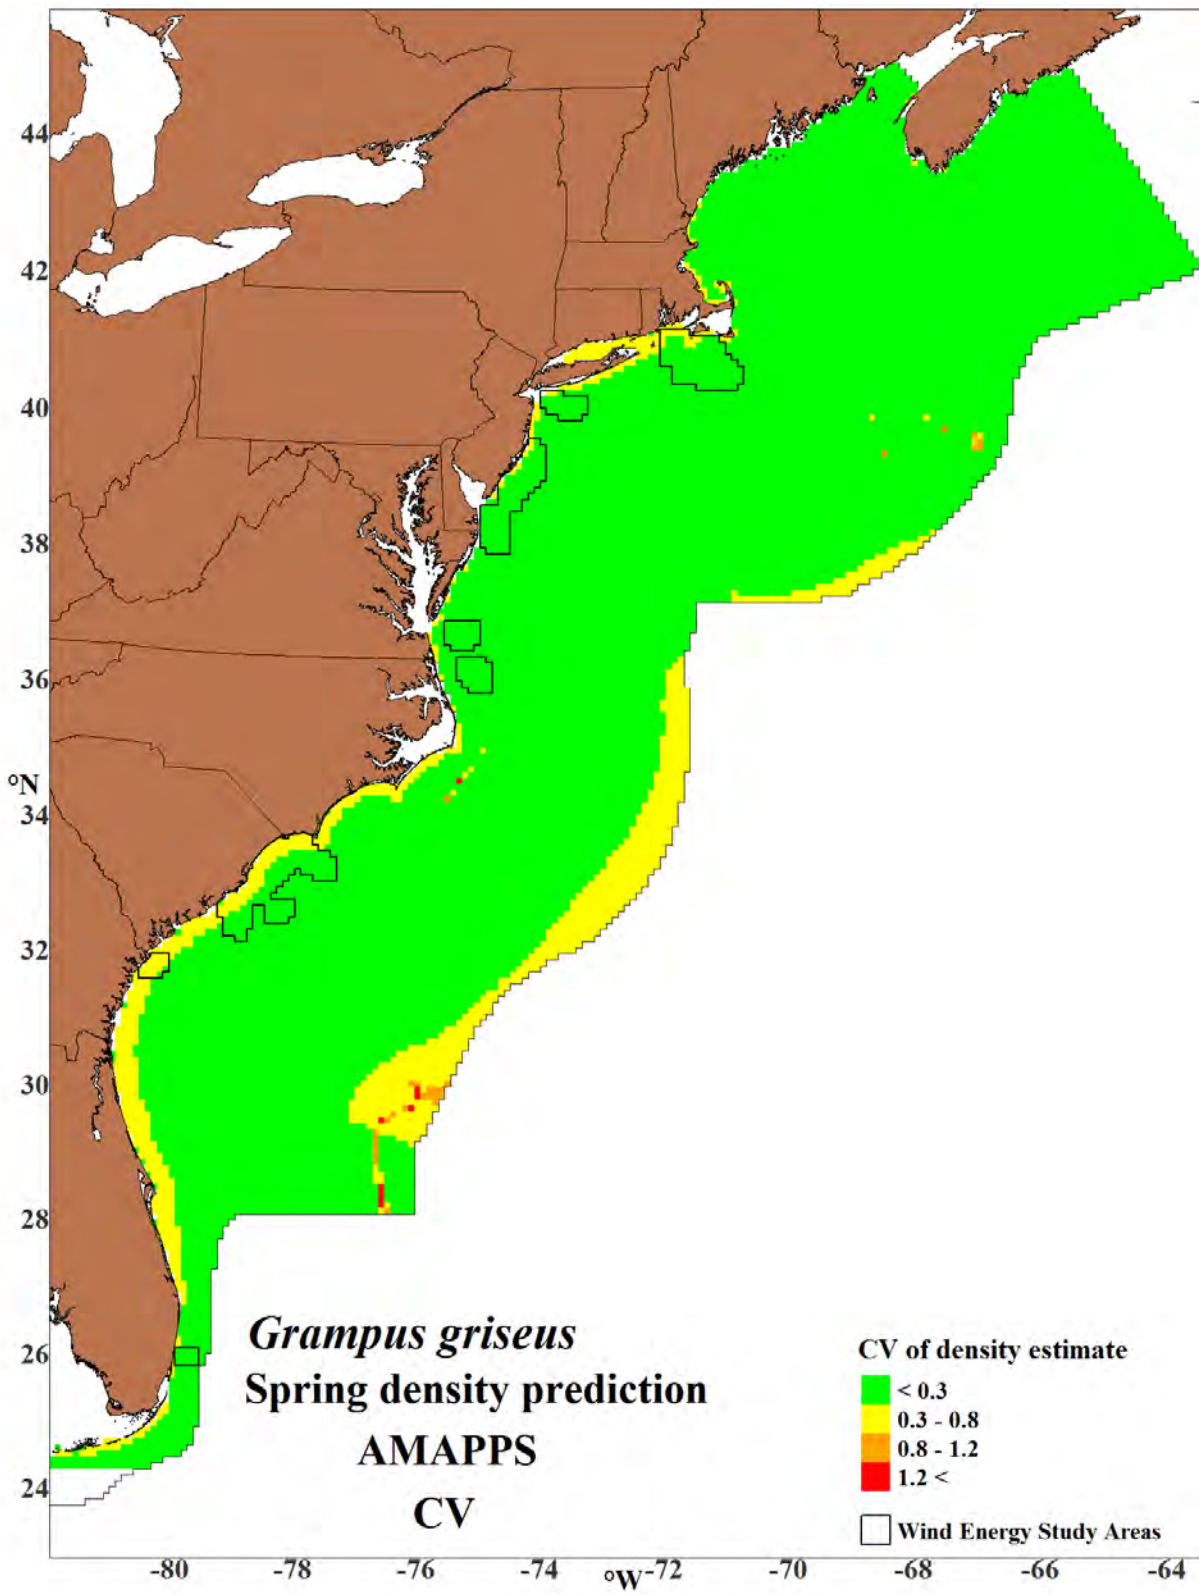 44
42
40
38
36
°N
34
32
30
28
26
24
Grampus griseus
Spring density prediction
AMAPPS
CV
CV of density estimate
< 0.3
0.3 - 0.8
0.8 - 1.2
1.2 <
Wind Energy Study Areas
-80 -78 -76 -74 °W -72 -70 -68 -66 -64